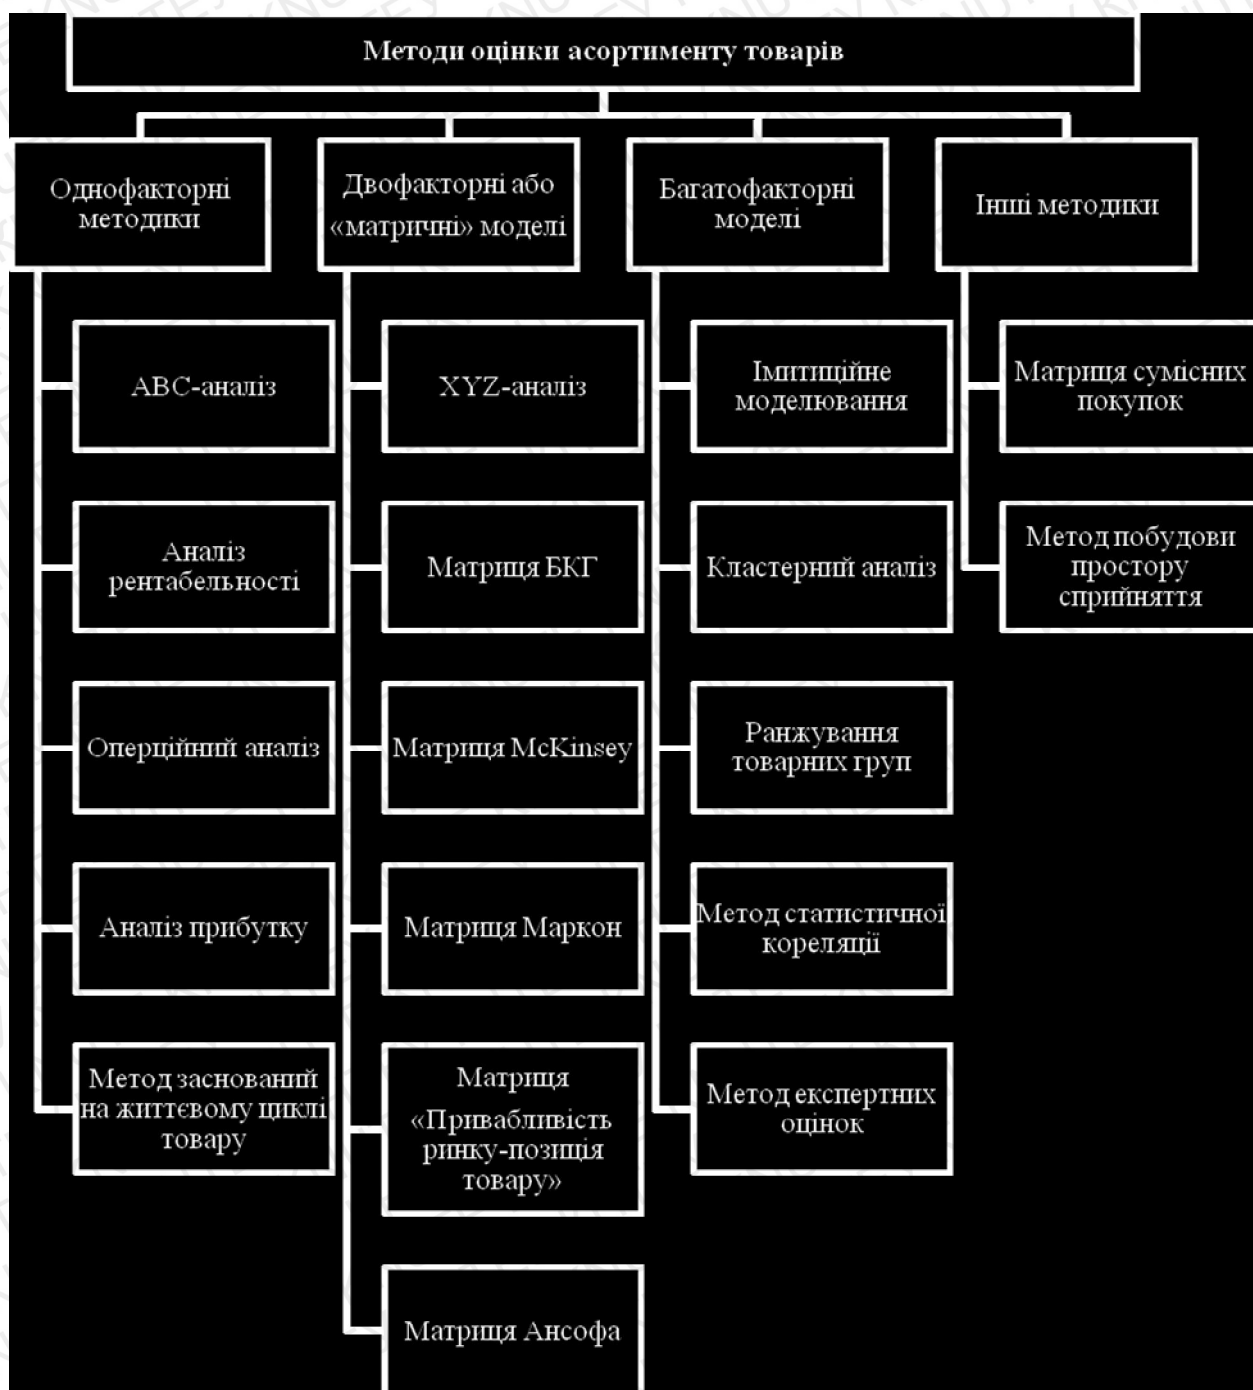 Методи оцінки асортименту товарів
Однофакторні
методики
Двофакторні або
«матричні» моделі
Багатофакторні
моделі
Інші методики
АВС-аналіз
Аналіз
рентабельності
Оперційний аналіз
Аналіз прибутку
Метод заснований
на життєвому циклі
товару
XYZ-аналіз
Матриця БКГ
Матриця McKinsey
Матриця Маркон
Матриця
«Привабливість
ринку-позиція
товару»
Матриця Ансофа
Імитиційне
моделювання
Кластерний аналіз
Ранжування
товарних груп
Метод статистичної
кореляції
Метод експертних
оцінок
Матриця сумісних
покупок
Метод побудови
простору
сприйняття